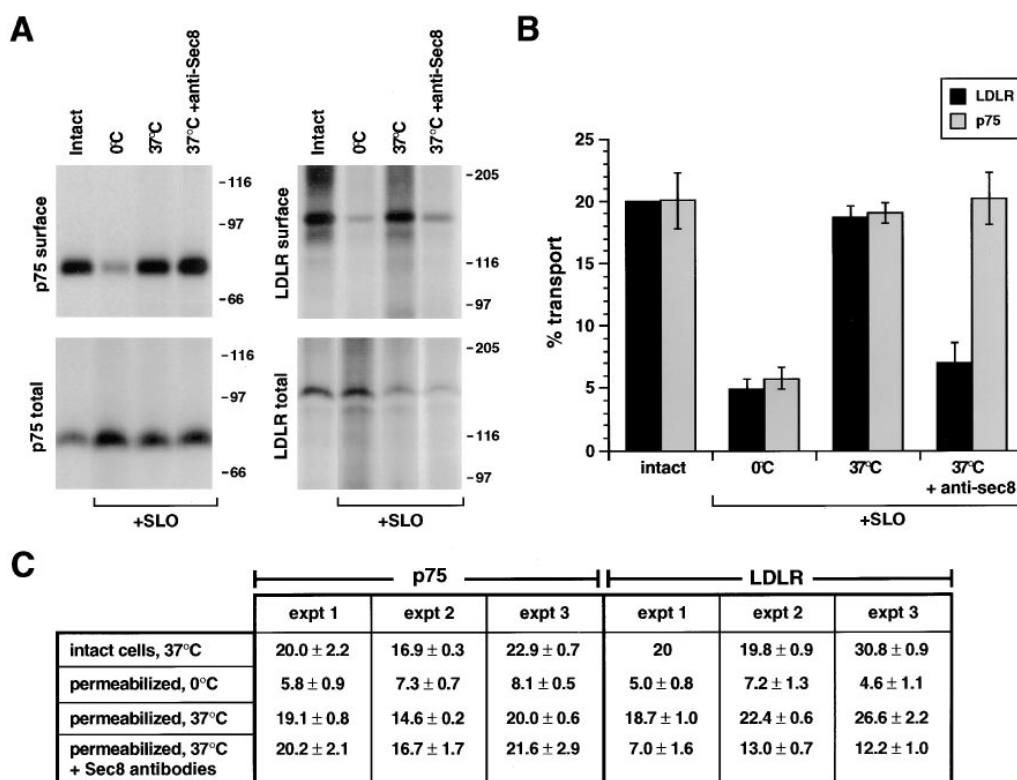 A
Intact
0°C
37°C
37°C +anti-Sec8
p75 surface
-116
-97
-66
p75 total
-116
-97
-66
+SLO
Intact
0°C
37°C
37°C +anti-Sec8
LDLR surface
-205
-116
-97
LDLR total
-205
-116
-97
+SLO
B
LDLR
p75
% transport
25
20
15
10
5
0
intact
0°C
37°C
37°C
+ anti-sec8
+SLO
C
p75 LDLR
expt 1 expt 2 expt 3 expt 1 expt 2 expt 3
intact cells, 37°C 20.0 ± 2.2 16.9 ± 0.3 22.9 ± 0.7 20 19.8 ± 0.9 30.8 ± 0.9
permeabilized, 0°C 5.8 ± 0.9 7.3 ± 0.7 8.1 ± 0.5 5.0 ± 0.8 7.2 ± 1.3 4.6 ± 1.1
permeabilized, 37°C 19.1 ± 0.8 14.6 ± 0.2 20.0 ± 0.6 18.7 ± 1.0 22.4 ± 0.6 26.6 ± 2.2
permeabilized, 37°C
+ Sec8 antibodies 20.2 ± 2.1 16.7 ± 1.7 21.6 ± 2.9 7.0 ± 1.6 13.0 ± 0.7 12.2 ± 1.0